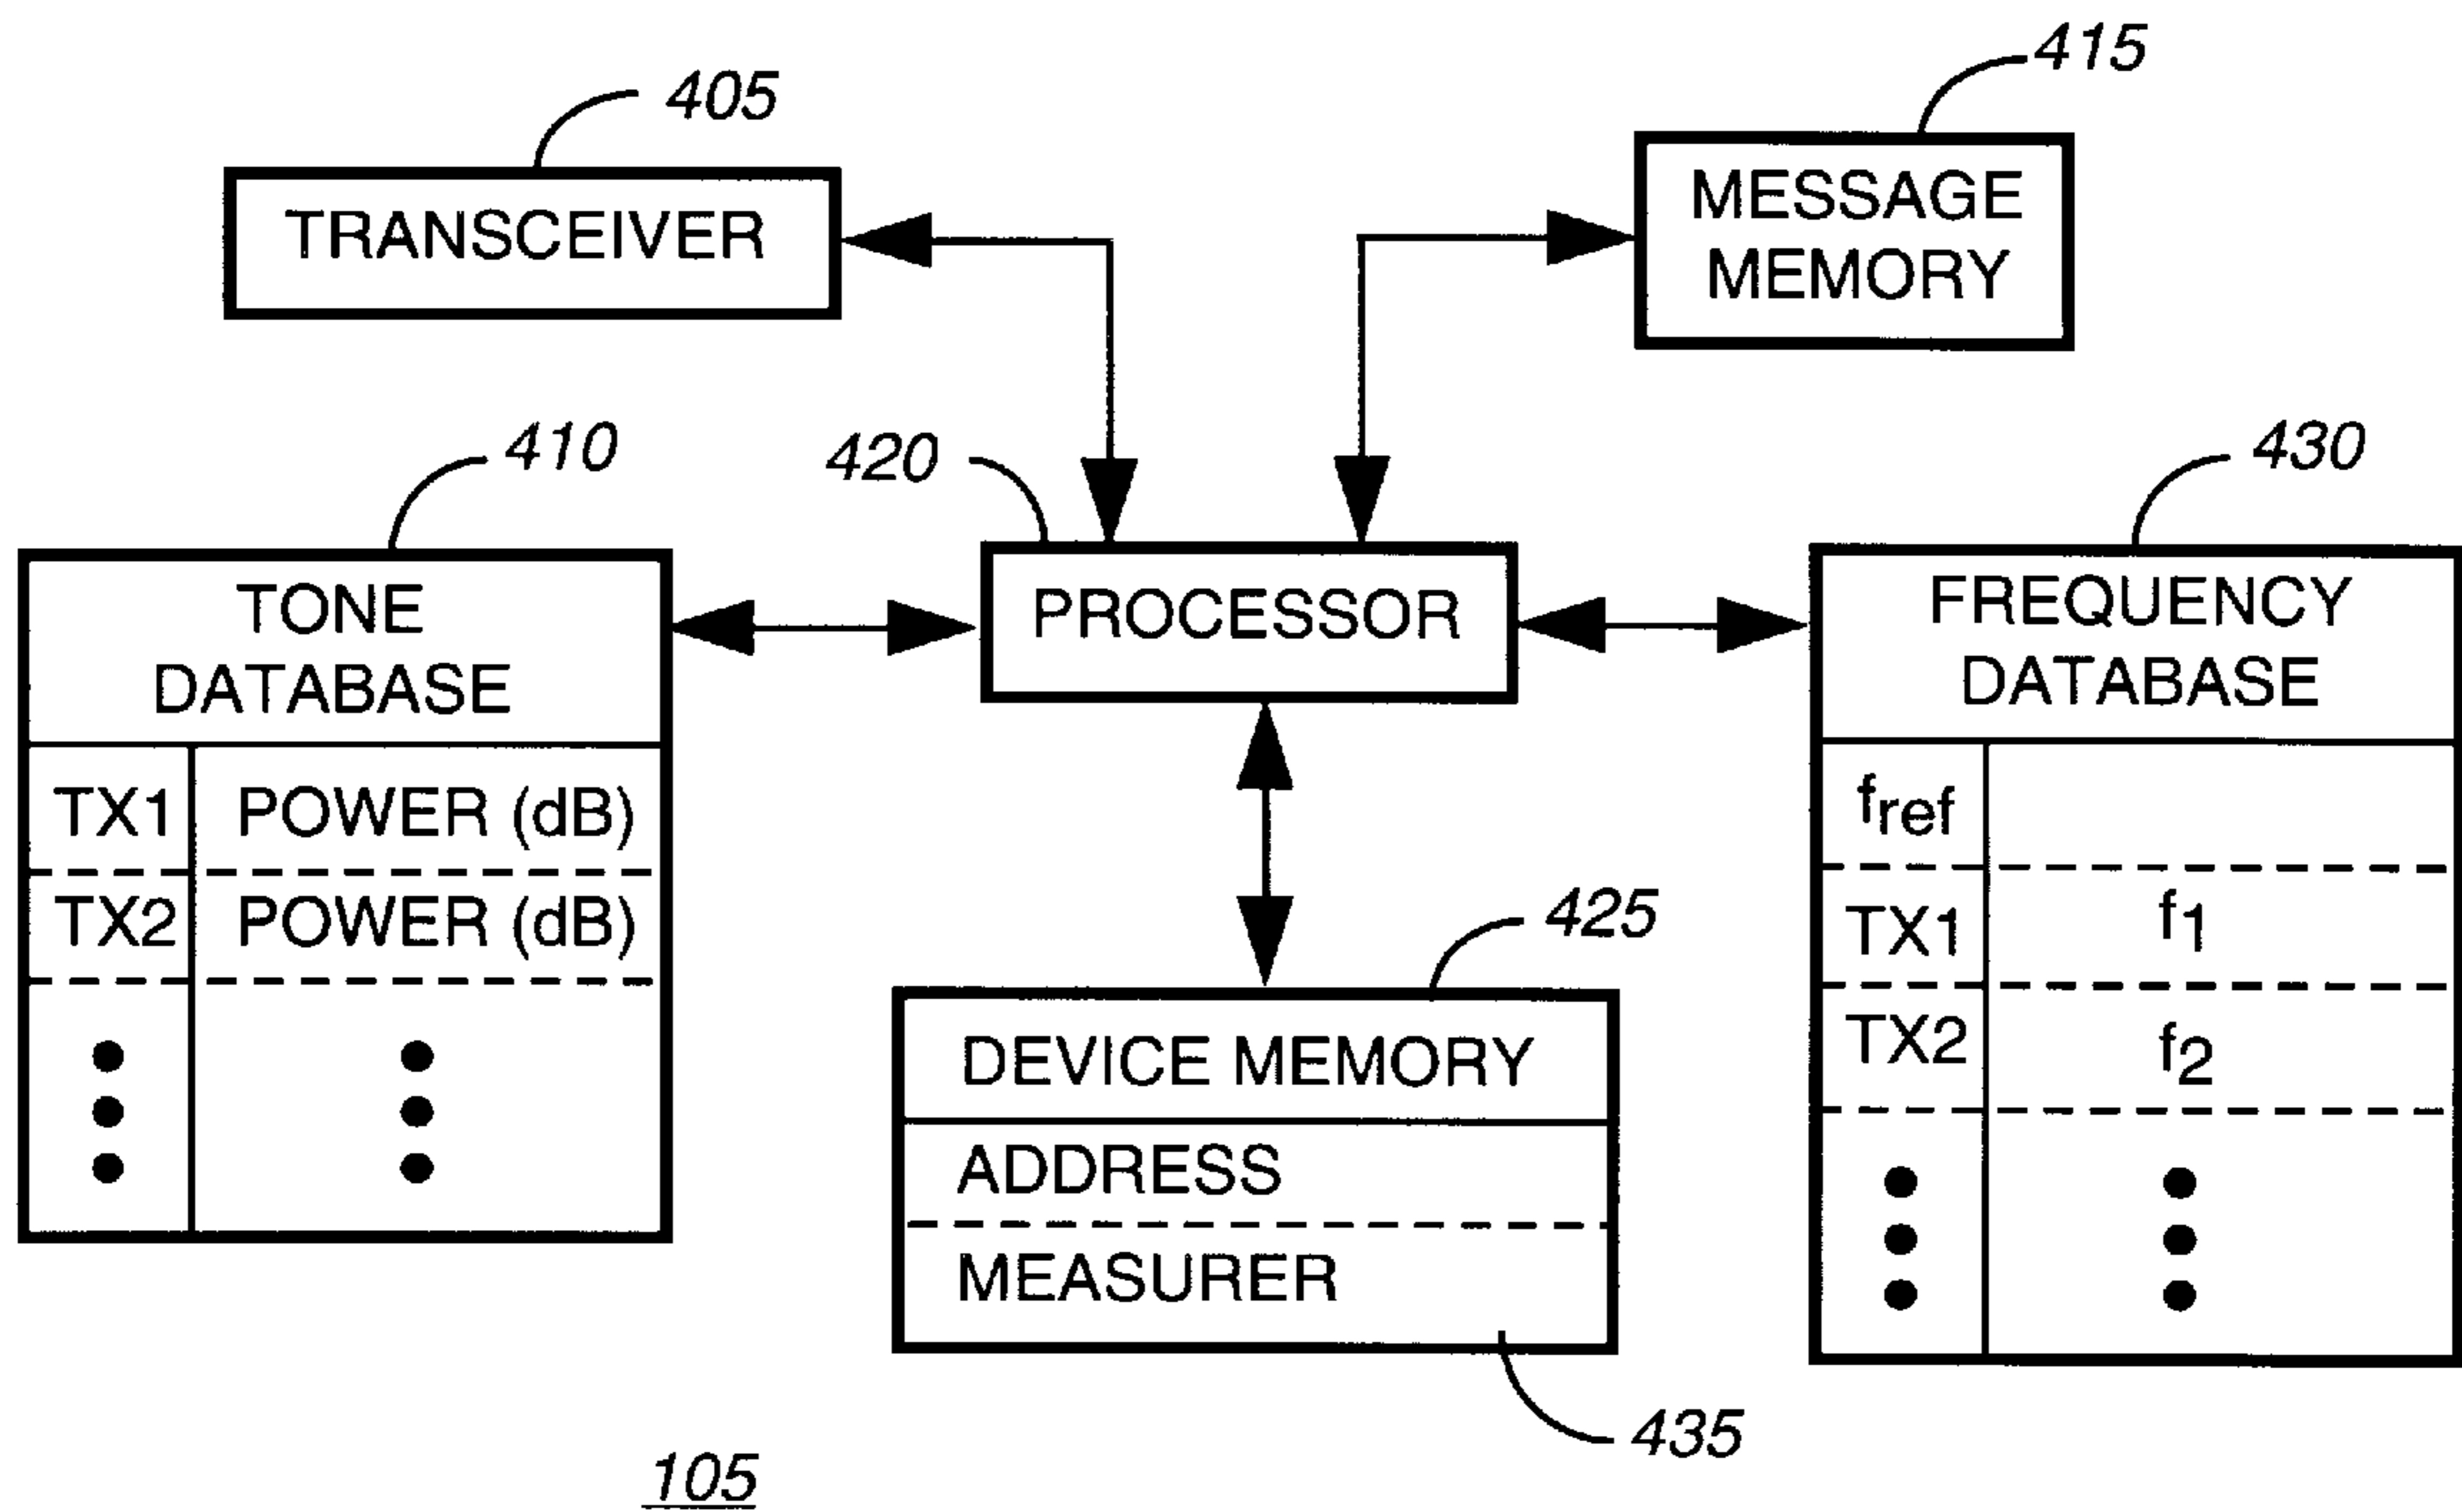 405
415
TRANSCEIVER
MESSAGE
MEMORY
410
420
430
TONE
DATABASE
PROCESSOR
FREQUENCY
DATABASE
TX1 POWER (dB)
TX2 POWER (dB)
fref
TX1 f1
TX2 f2
425
DEVICE MEMORY
ADDRESS
MEASURER
435
105